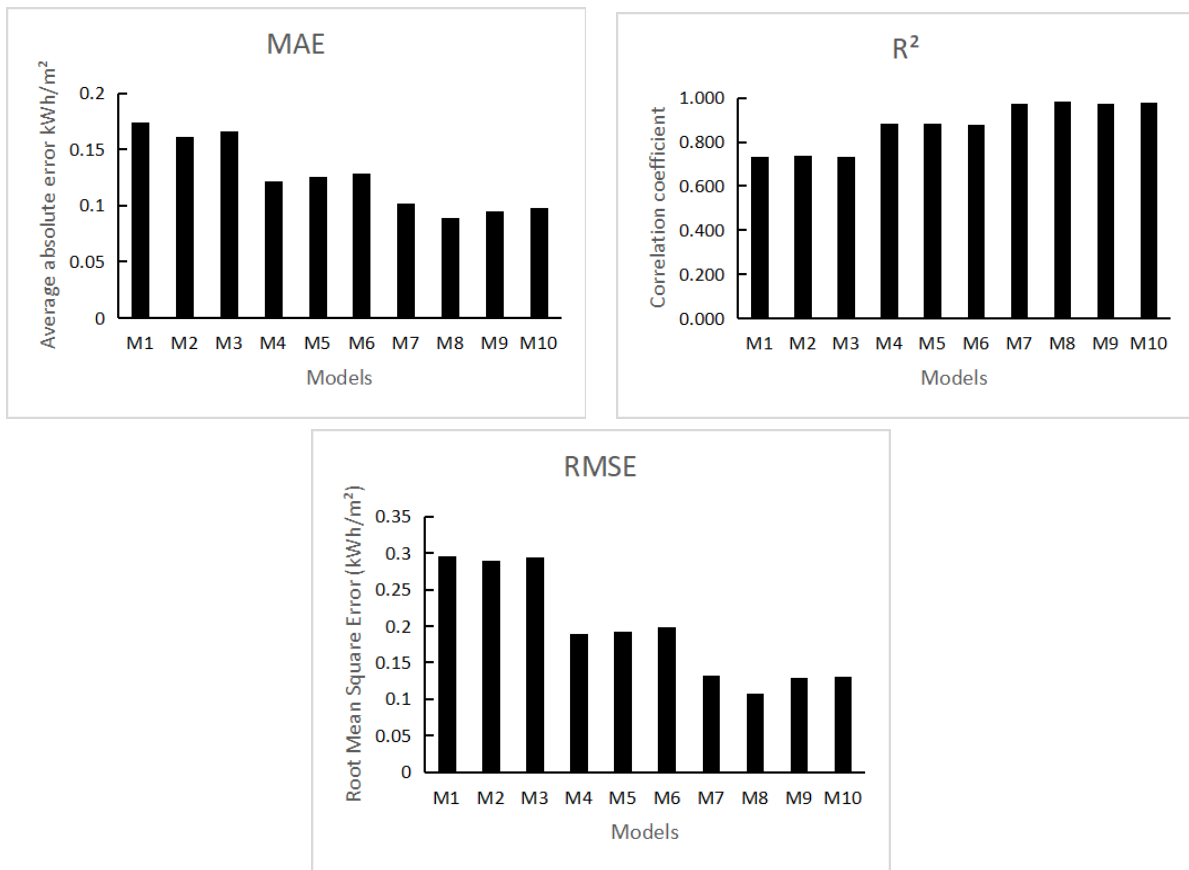 MAE
Average absolute error kWh/m²
0.2
0.15
0.1
0.05
0
M1 M2 M3 M4 M5 M6 M7 M8 M9 M10
Models
R²
Correlation coefficient
1.000
0.800
0.600
0.400
0.200
0.000
M1 M2 M3 M4 M5 M6 M7 M8 M9 M10
Models
RMSE
Root Mean Square Error (kWh/m²)
0.35
0.3
0.25
0.2
0.15
0.1
0.05
0
M1 M2 M3 M4 M5 M6 M7 M8 M9 M10
Models